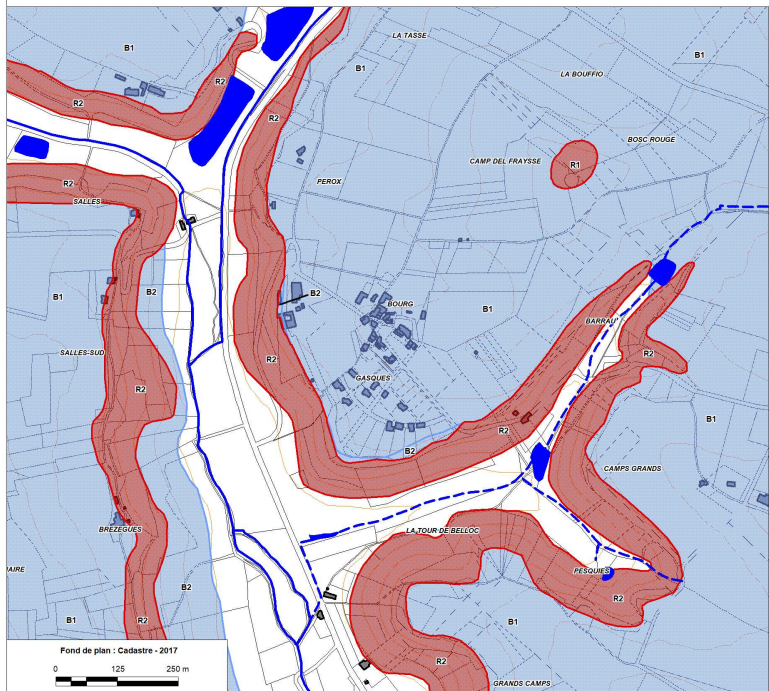 LA TASSE
B1
B1
B1
R2
LA BOUFFIO
R2
R2
BOSC ROUGE
CAMP DEL FRAYSSE
R1
R2
PEROX
SALLES
B2
B2
BOURG
B1
B1
BARRAU
SALLES-SUD
R2
R2
R2
GASQUES
B1
R2
B2
CAMPS GRANDS
BREZEGUES
LA TOUR DE BELLOC
AIRE
PESQUIES
B2
R2
B1
R2
B1
Fond de plan : Cadastre - 2017
0 125 250 m
R2
GRANDS CAMPS